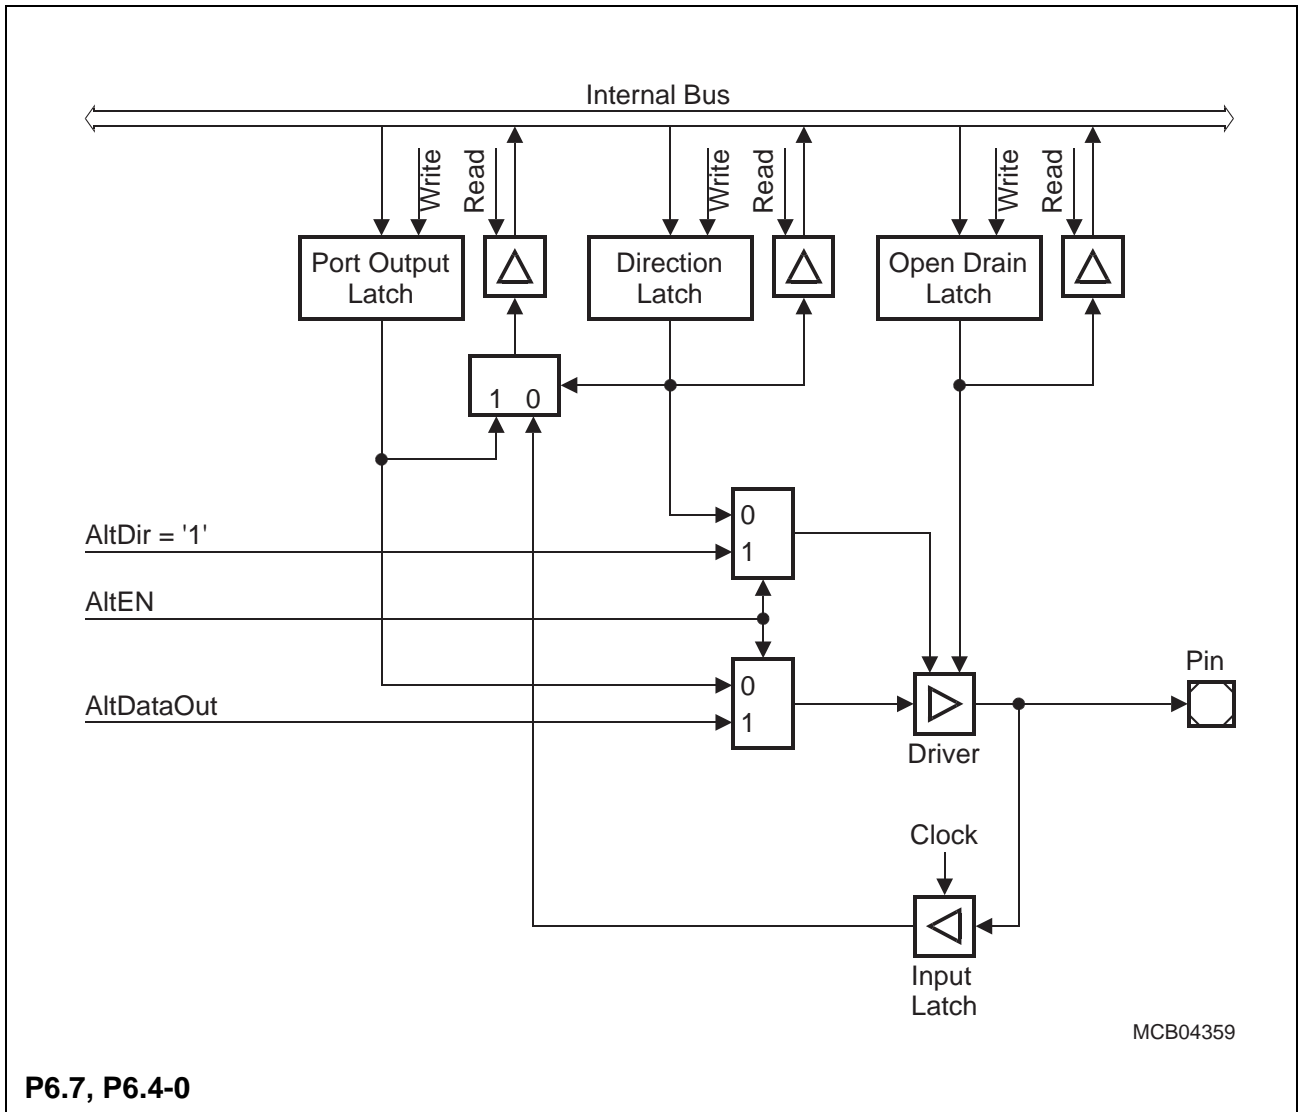 Internal Bus
Write
Read
Write
Read
Write
Read
Port Output
Latch
Direction
Latch
Open Drain
Latch
1 0
AltDir = '1'
0
1
AltEN
AltDataOut
0
1
Pin
Driver
Clock
Input
Latch
MCB04359
P6.7, P6.4-0